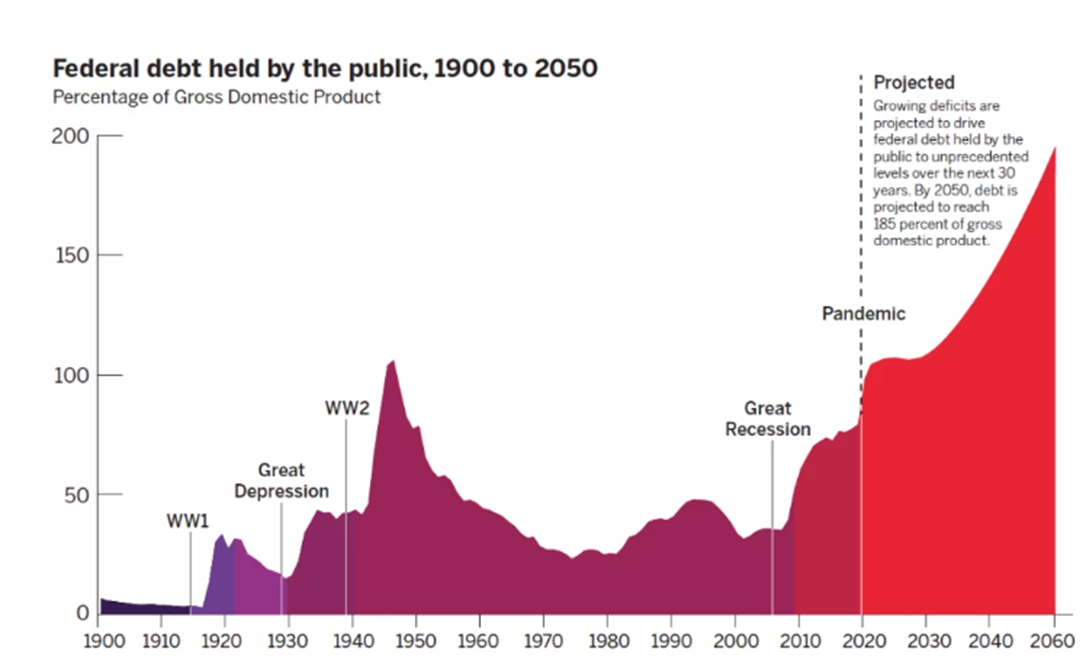 Federal debt held by the public, 1900 to 2050
Percentage of Gross Domestic Product
Projected
Growing deficits are
projected to drive
federal debt held by the
public to unprecedented
levels over the next 30
years. By 2050, debt is
projected to reach
185 percent of gross
domestic product.
200
150
100
50
0
WW1
Great
Depression
WW2
Great
Recession
Pandemic
1900 1910 1920 1930 1940 1950 1960 1970 1980 1990 2000 2010 2020 2030 2040 2060